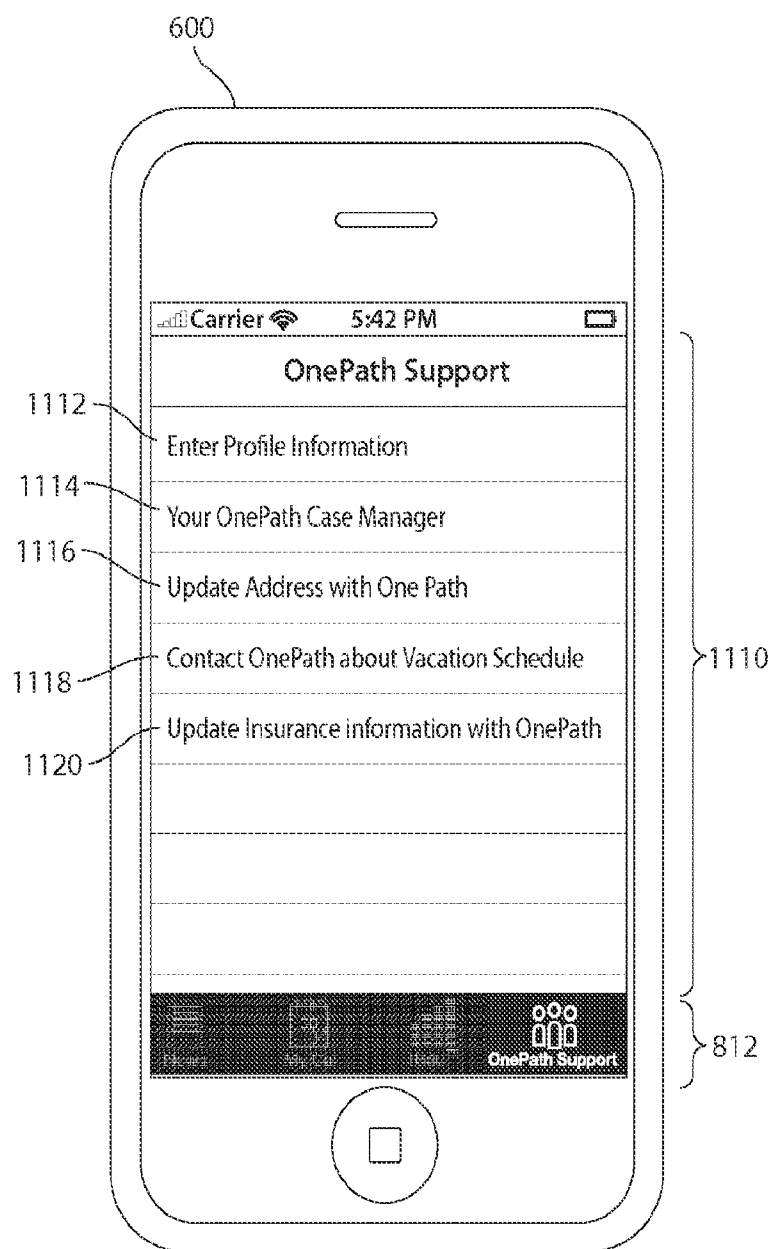 600
Carrier 5:42 PM
OnePath Support
1112
Enter Profile Information
1114
Your OnePath Case Manager
1116
Update Address with One Path
1118
Contact OnePath about Vacation Schedule
1110
1120
Update Insurance information with OnePath
OnePath Support
812